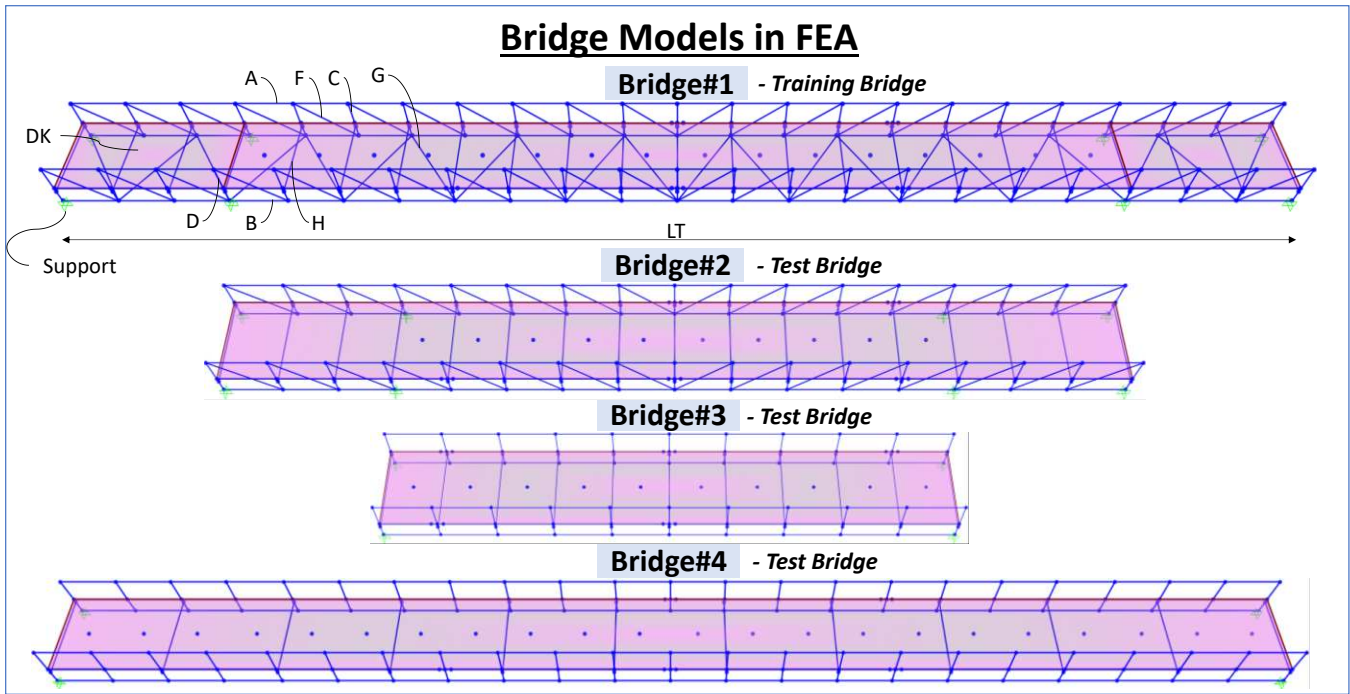 Bridge Models in FEA
Bridge#1 - Training Bridge
A F C G
DK
D B H
LT
Support
Bridge#2 - Test Bridge
Bridge#3 - Test Bridge
Bridge#4 - Test Bridge